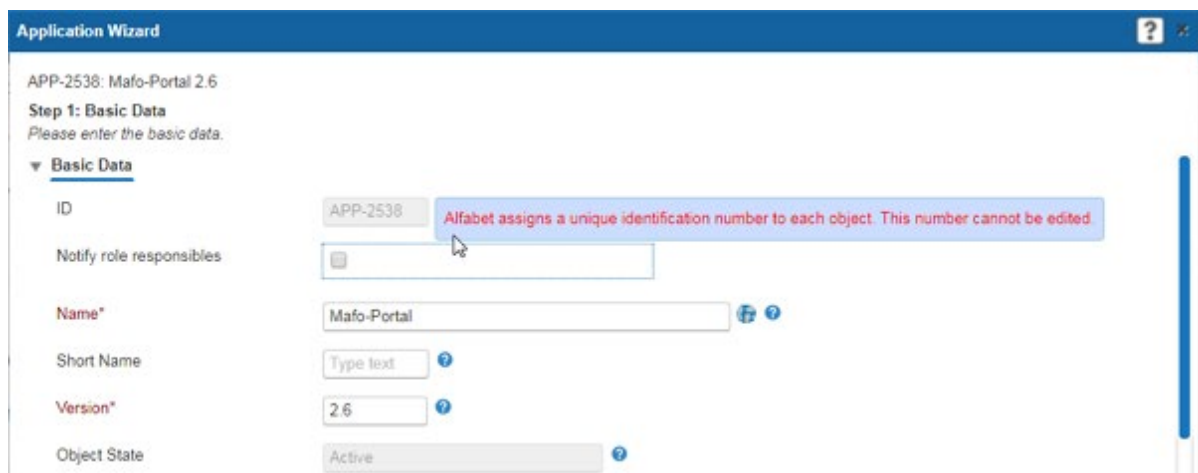 Application Wizard ?
APP-2538: Mafo-Portal 2.6
Step 1: Basic Data
Please enter the basic data.
Basic Data
ID APP-2538 Alfabet assigns a unique identification number to each object. This number cannot be edited.
Notify role responsibles
Name* Mafo-Portal ?
Short Name Type text ?
Version* 2.6 ?
Object State Active ?